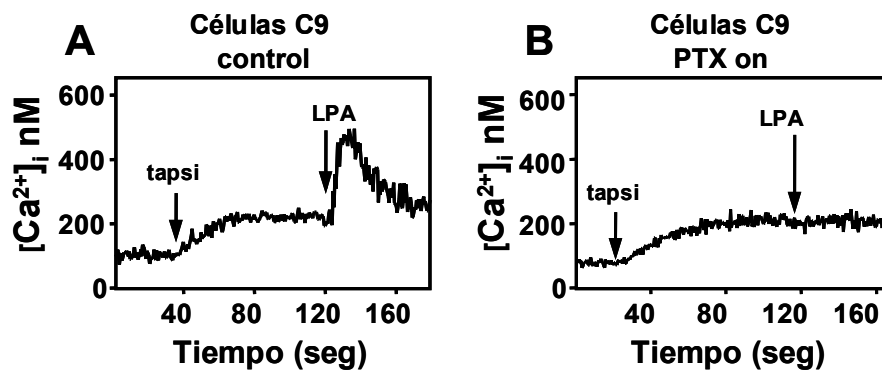 A
Células C9
control
[Ca²⁺]ᵢ nM
600
400
200
0
tapsi
LPA
40
80
120
160
Tiempo (seg)
B
Células C9
PTX on
[Ca²⁺]ᵢ nM
600
400
200
0
tapsi
LPA
40
80
120
160
Tiempo (seg)